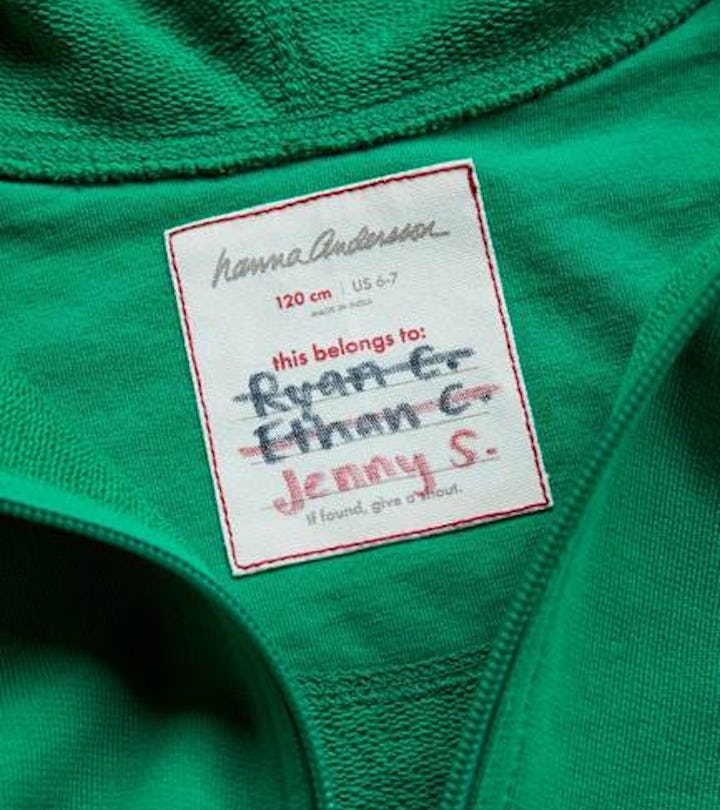 hanna Andersson
120 cm | US 6-7
MADE IN INDIA
this belongs to:
Ryan C.
Ethan C.
Jenny S.
If found, give a shout.